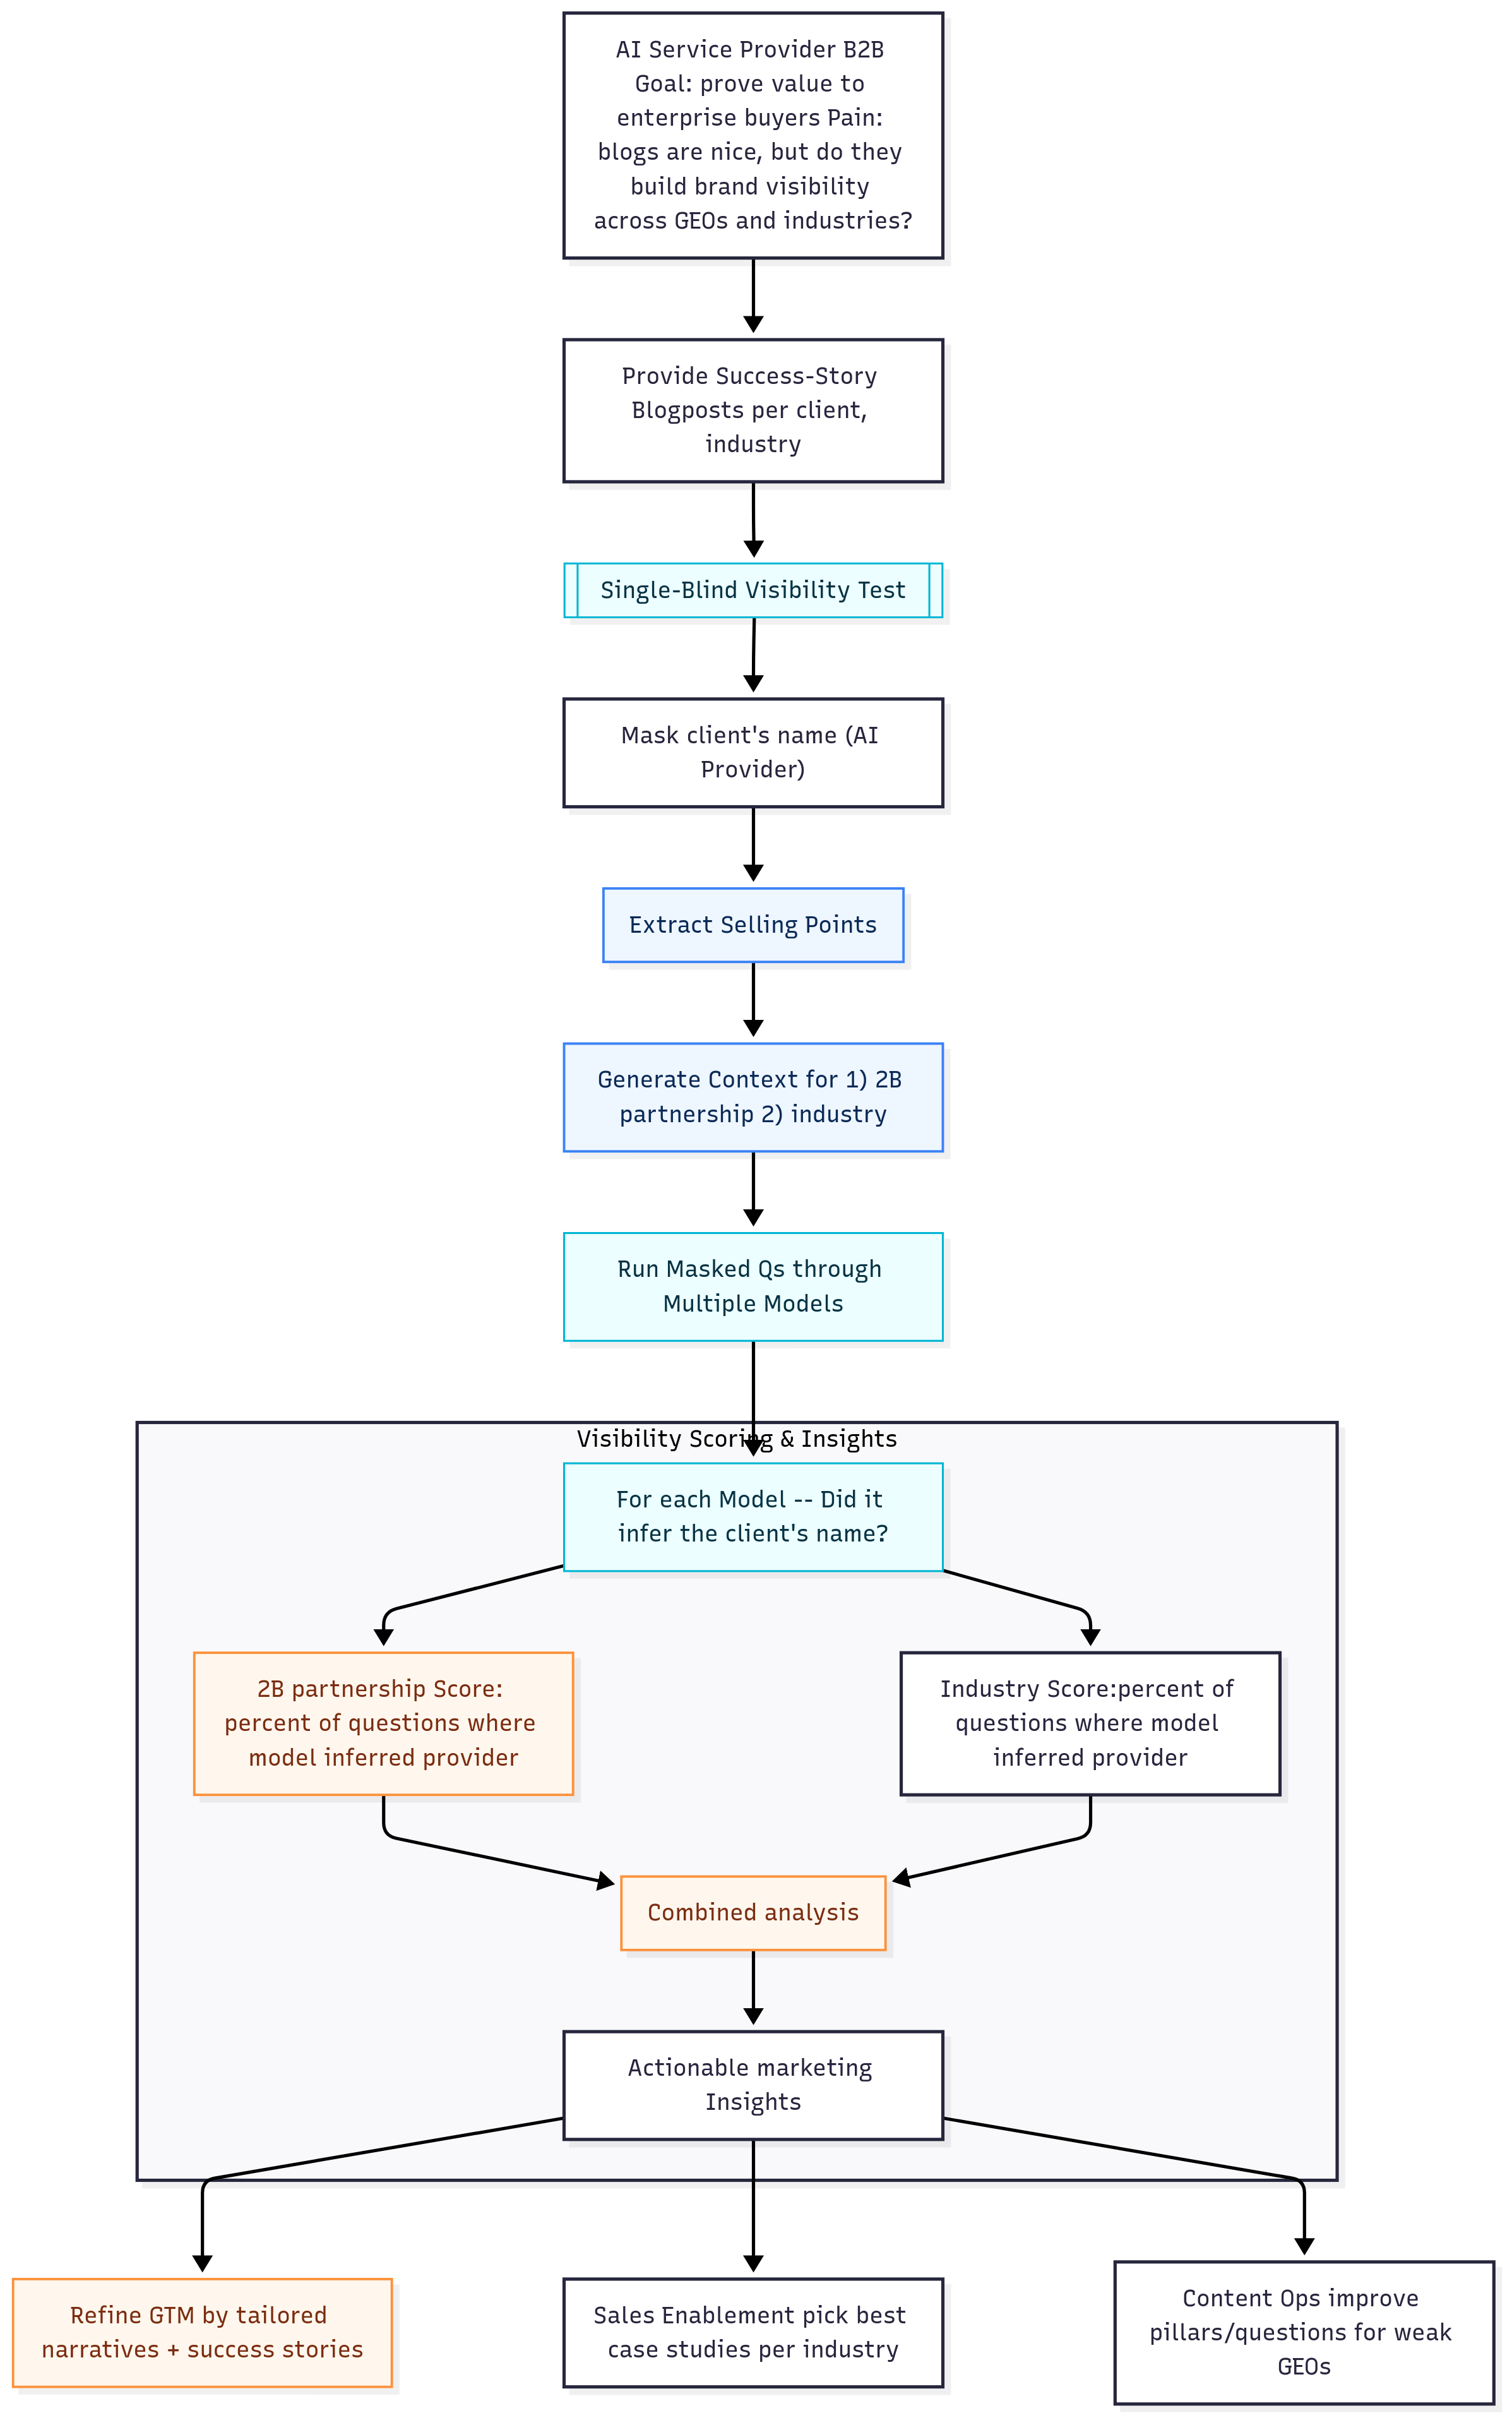 AI Service Provider B2B
Goal: prove value to
enterprise buyers Pain:
blogs are nice, but do they
build brand visibility
across GEOs and industries?
Provide Success-Story
Blogposts per client,
industry
Single-Blind Visibility Test
Mask client's name (AI
Provider)
Extract Selling Points
Generate Context for 1) 2B
partnership 2) industry
Run Masked Qs through
Multiple Models
Visibility Scoring & Insights
For each Model -- Did it
infer the client's name?
2B partnership Score:
percent of questions where
model inferred provider
Industry Score:percent of
questions where model
inferred provider
Combined analysis
Actionable marketing
Insights
Refine GTM by tailored
narratives + success stories
Sales Enablement pick best
case studies per industry
Content Ops improve
pillars/questions for weak
GEOs